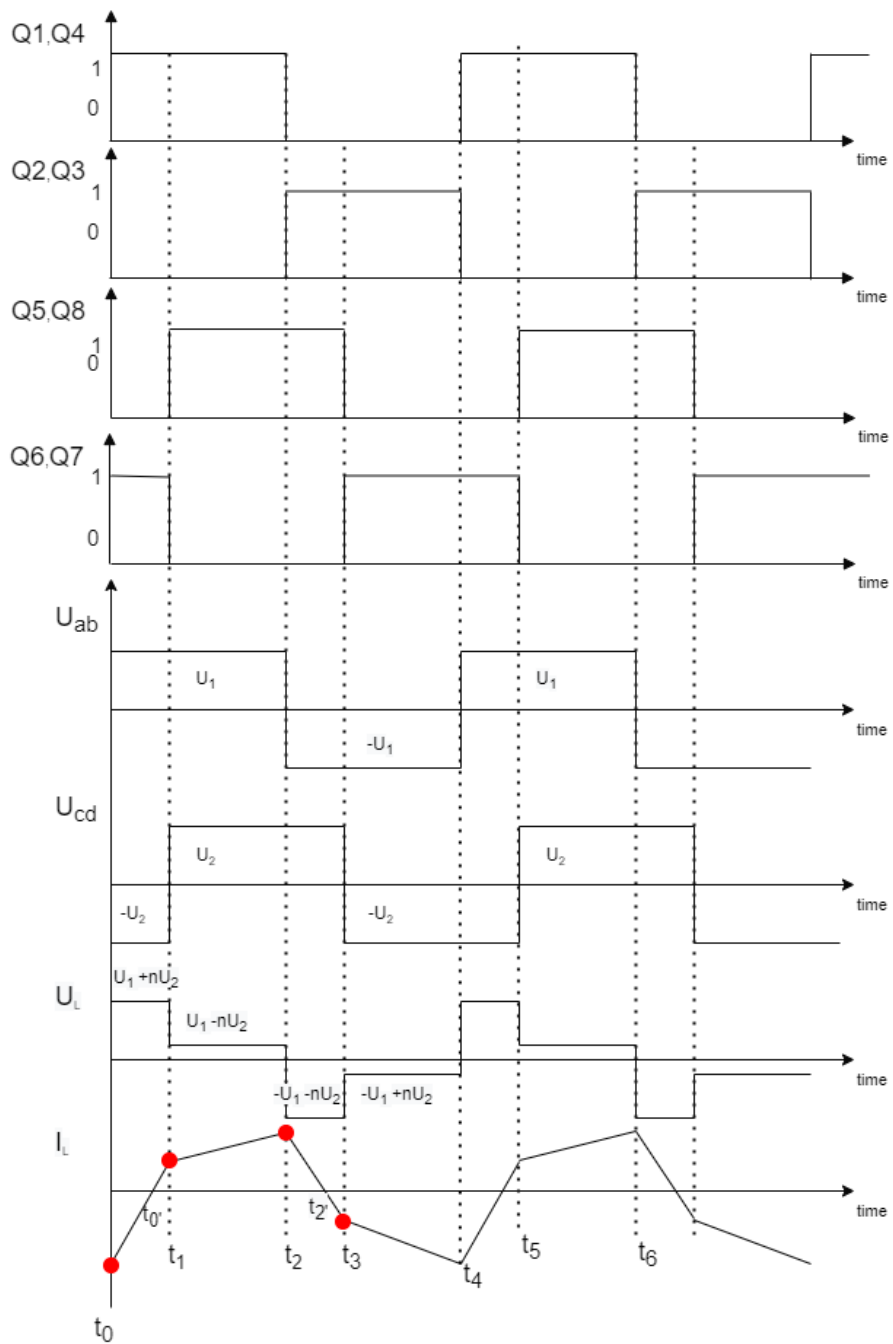 Q1,Q4
1
0
time
Q2,Q3
1
0
time
Q5,Q8
1
0
time
Q6,Q7
1
0
time
Uab
U1
U1
-U1
time
Ucd
U2
U2
-U2
-U2
time
U1 +nU2
UL
U1 -nU2
-U1 -nU2
-U1 +nU2
time
IL
t0'
t2'
time
t1
t2
t3
t4
t5
t6
t0